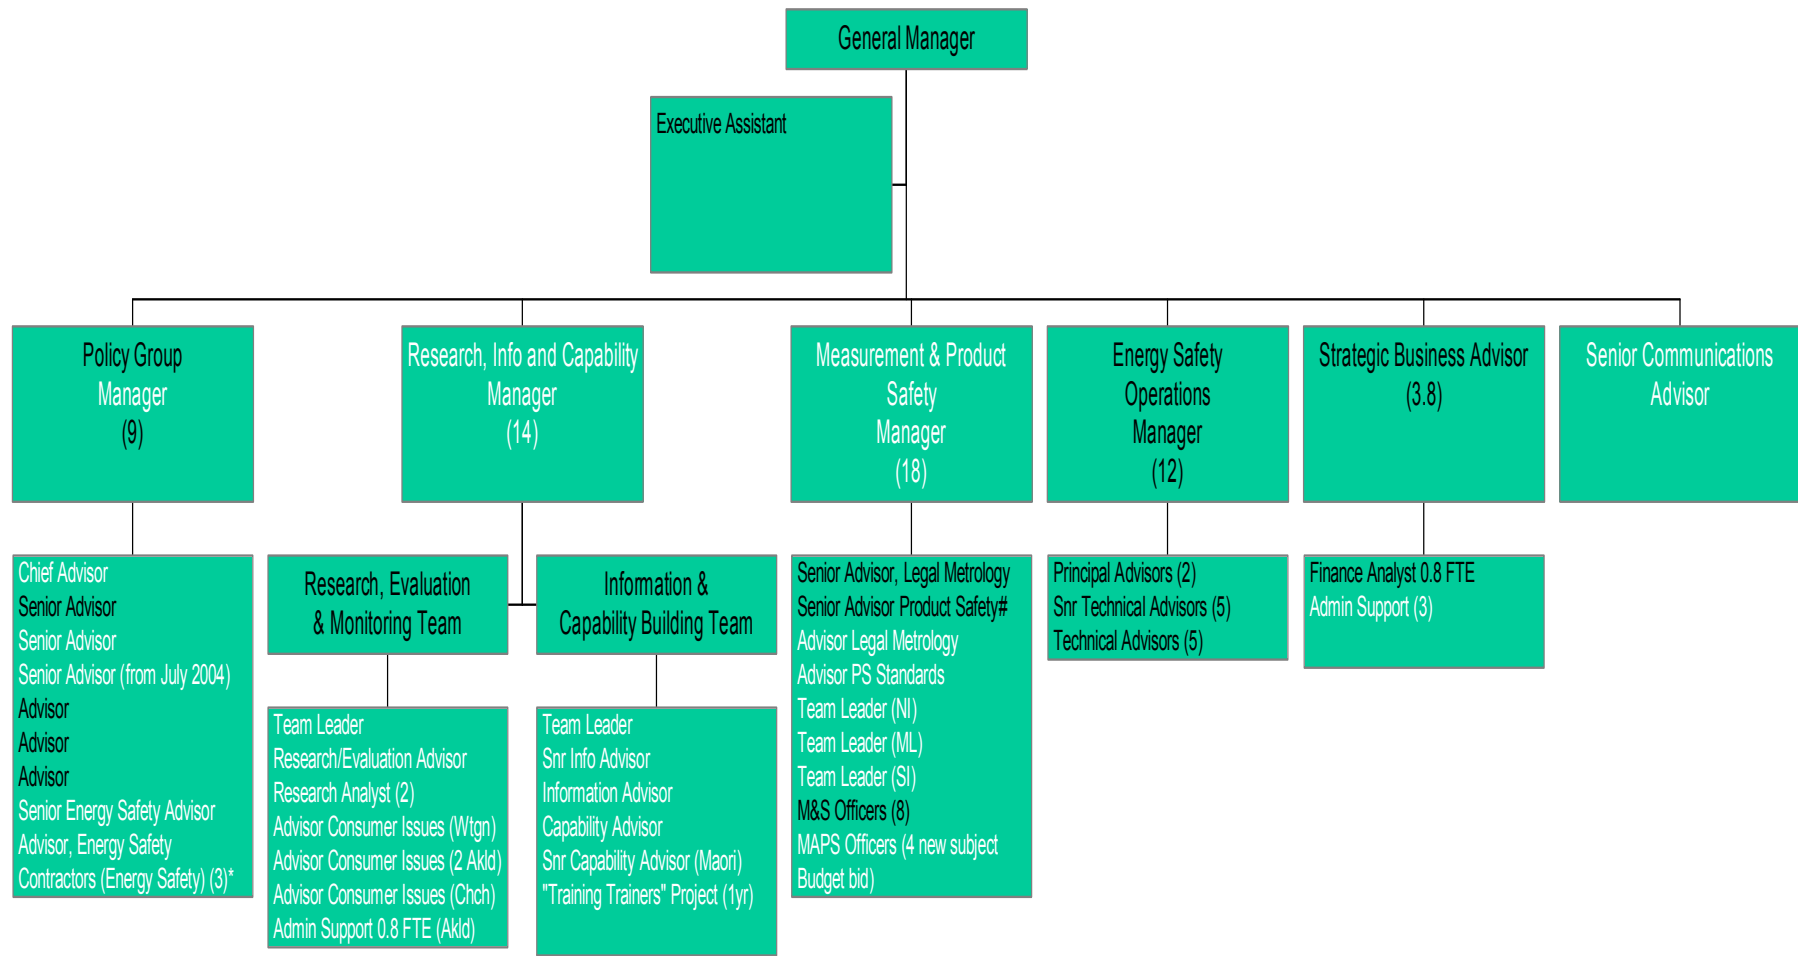 General Manager
Executive Assistant
Policy Group
Manager
(9)
Research, Info and Capability
Manager
(14)
Measurement & Product
Safety
Manager
(18)
Energy Safety
Operations
Manager
(12)
Strategic Business Advisor
(3.8)
Senior Communications
Advisor
Chief Advisor
Senior Advisor
Senior Advisor
Senior Advisor (from July 2004)
Advisor
Advisor
Advisor
Senior Energy Safety Advisor
Advisor, Energy Safety
Contractors (Energy Safety) (3)*
Research, Evaluation
& Monitoring Team
Team Leader
Research/Evaluation Advisor
Research Analyst (2)
Advisor Consumer Issues (Wtgn)
Advisor Consumer Issues (2 Akld)
Advisor Consumer Issues (Chch)
Admin Support 0.8 FTE (Akld)
Information &
Capability Building Team
Team Leader
Snr Info Advisor
Information Advisor
Capability Advisor
Snr Capability Advisor (Maori)
"Training Trainers" Project (1yr)
Senior Advisor, Legal Metrology
Senior Advisor Product Safety#
Advisor Legal Metrology
Advisor PS Standards
Team Leader (NI)
Team Leader (ML)
Team Leader (SI)
M&S Officers (8)
MAPS Officers (4 new subject
Budget bid)
Principal Advisors (2)
Snr Technical Advisors (5)
Technical Advisors (5)
Finance Analyst 0.8 FTE
Admin Support (3)